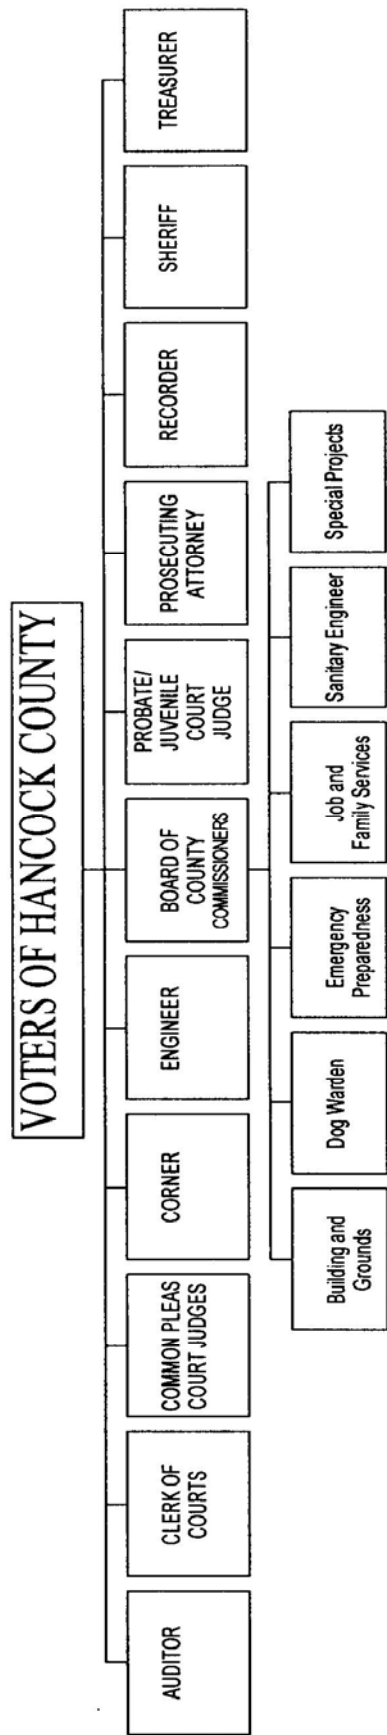 VOTERS OF HANCOCK COUNTY
AUDITOR
CLERK OF
COURTS
COMMON PLEAS
COURT JUDGES
CORNER
ENGINEER
BOARD OF
COUNTY
COMMISSIONERS
PROBATE/
JUVENILE
COURT
JUDGE
PROSECUTING
ATTORNEY
RECORDER
SHERIFF
TREASURER
Building and
Grounds
Dog Warden
Emergency
Preparedness
Job and
Family Services
Sanitary Engineer
Special Projects